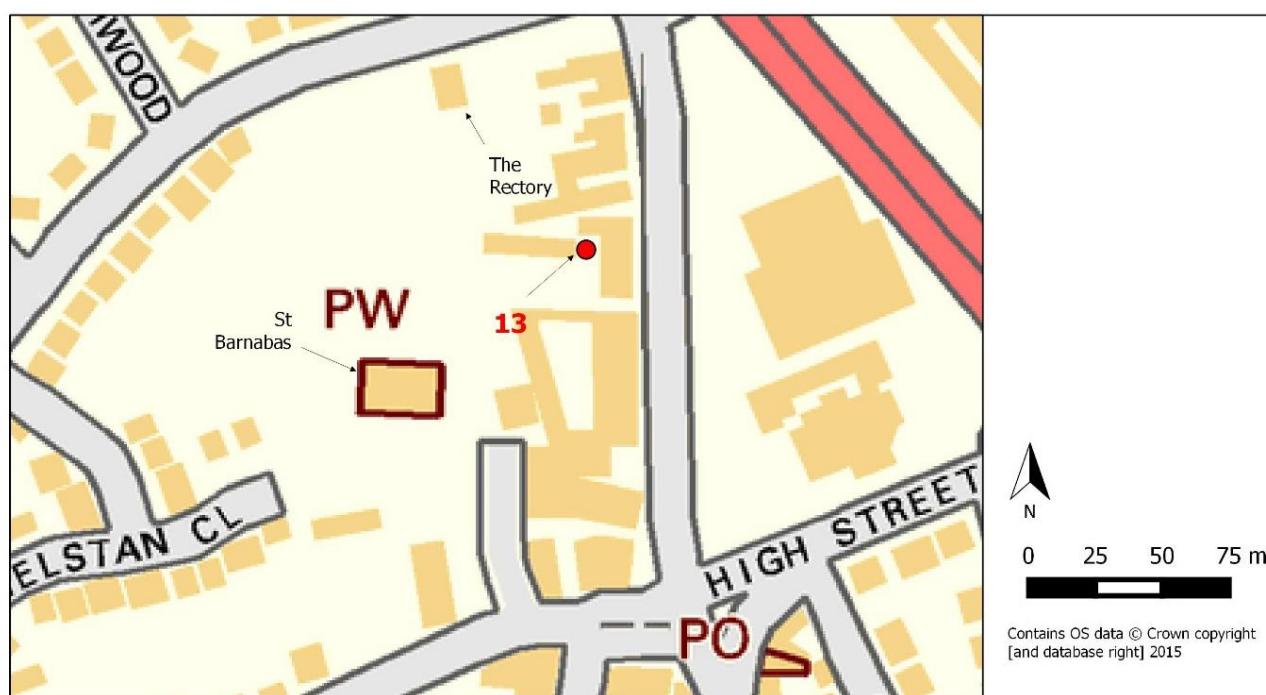 HWOOD
The
Rectory
PW
13
St
Barnabas
ELSTAN CL
HIGH STREET
PO
N
0 25 50 75 m
Contains OS data © Crown copyright
[and database right] 2015